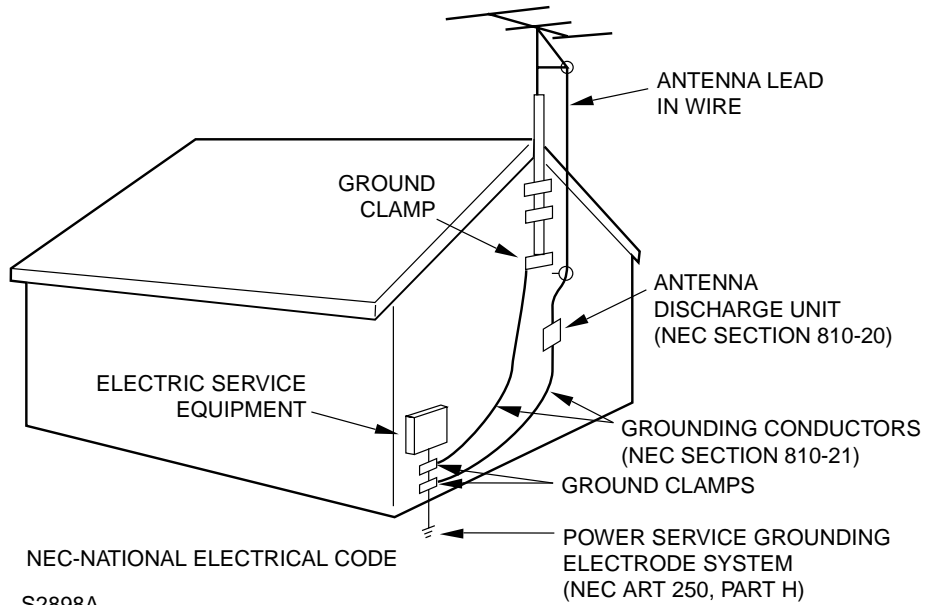 ANTENNA LEAD
IN WIRE
GROUND
CLAMP
ANTENNA
DISCHARGE UNIT
(NEC SECTION 810-20)
ELECTRIC SERVICE
EQUIPMENT
GROUNDING CONDUCTORS
(NEC SECTION 810-21)
GROUND CLAMPS
POWER SERVICE GROUNDING
ELECTRODE SYSTEM
(NEC ART 250, PART H)
NEC-NATIONAL ELECTRICAL CODE
S2898A